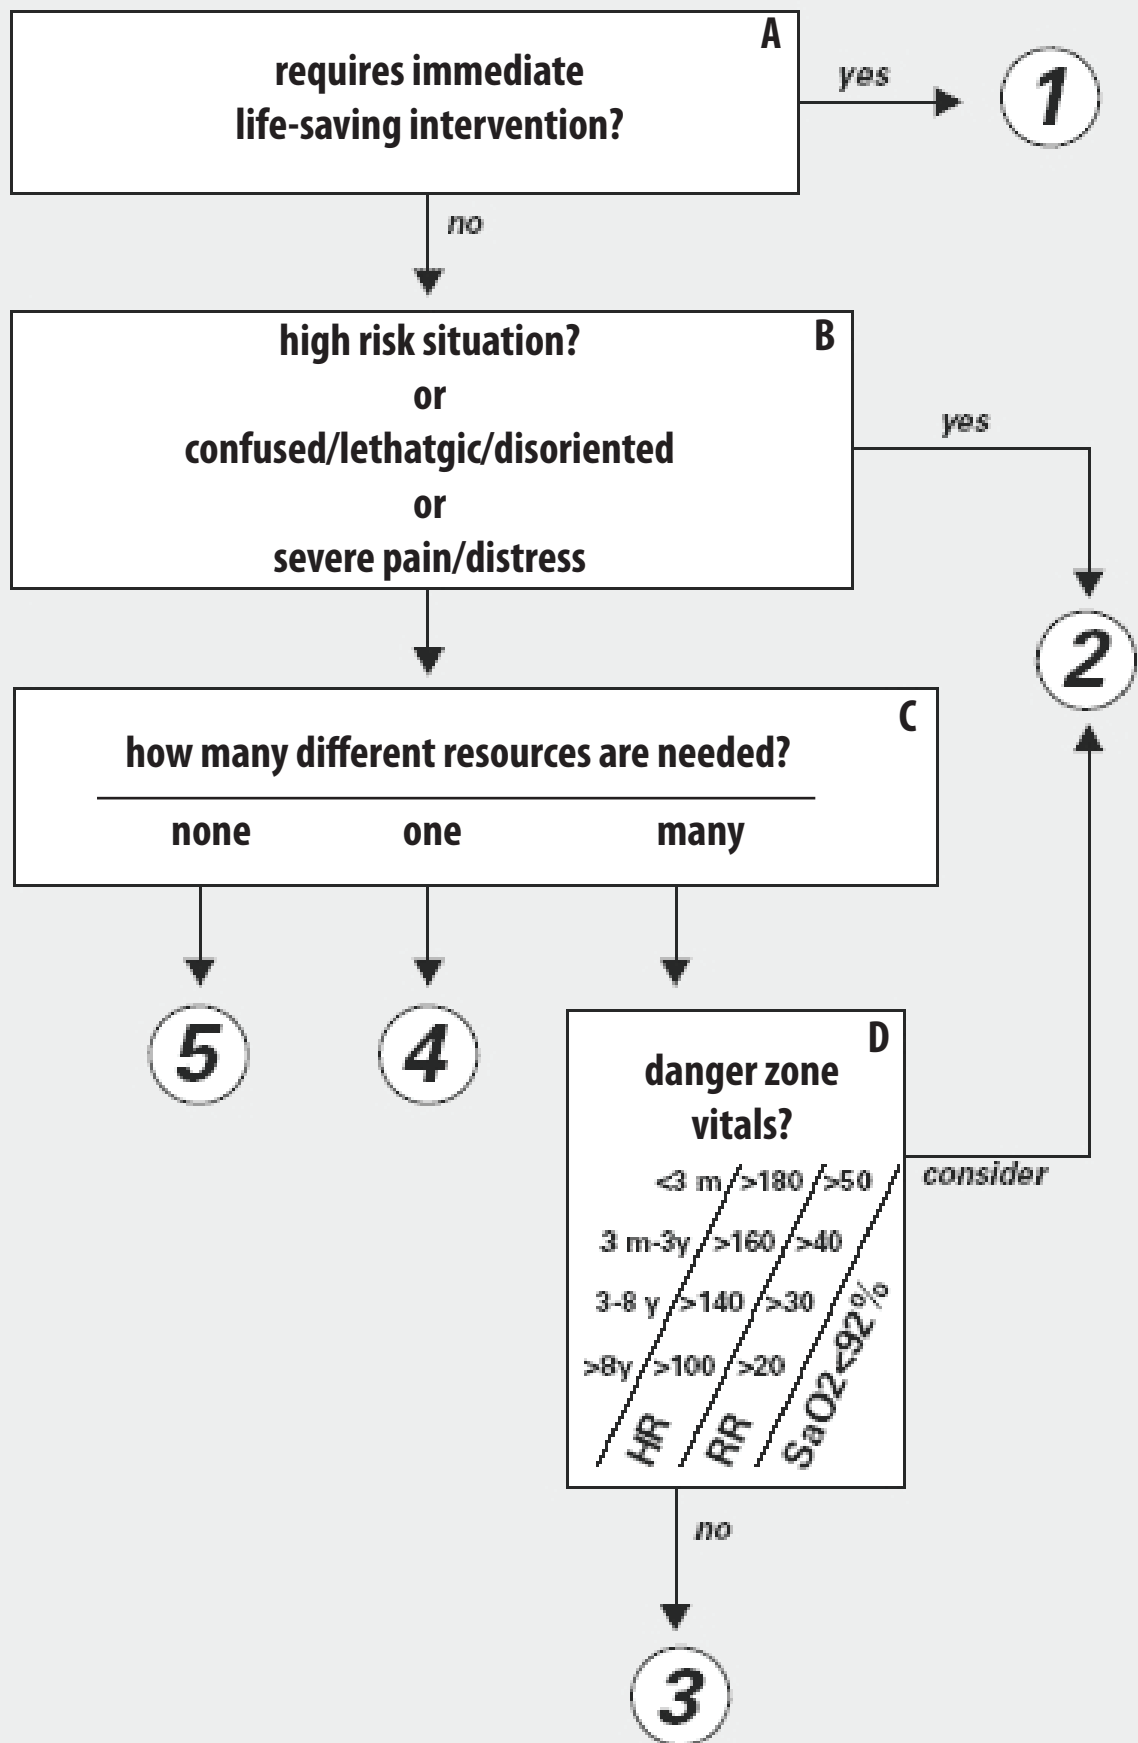 A
requires immediate
life-saving intervention?
yes
1
no
B
high risk situation?
or
confused/lethatgic/disoriented
or
severe pain/distress
yes
2
C
how many different resources are needed?
none one many
5
4
D
danger zone
vitals?
<3 m >180 >50
3 m-3y >160 >40
3-8 y >140 >30
>8y >100 >20
HR RR SaO2<92%
consider
no
3